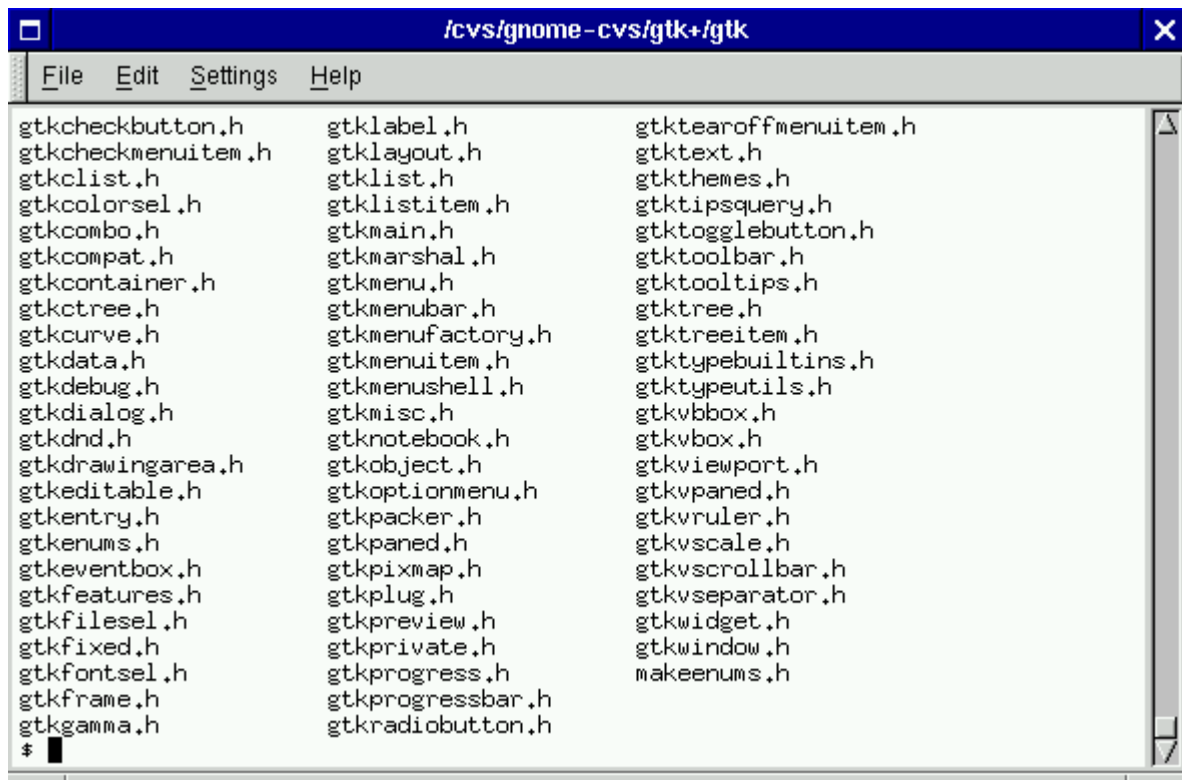 /cvs/gnome-cvs/gtk+/gtk
File Edit Settings Help
gtkcheckbutton.h gtklabel.h gtktearoffmenuitem.h
gtkcheckmenuitem.h gtklayout.h gtktext.h
gtkclist.h gtklist.h gtkthemes.h
gtkcolorsel.h gtklistitem.h gtktipsquery.h
gtkcombo.h gtkmain.h gtktogglebutton.h
gtkcompat.h gtkmarshal.h gtktoolbar.h
gtkcontainer.h gtkmenu.h gtktooltips.h
gtkctree.h gtkmenubar.h gtktree.h
gtkcurve.h gtkmenufactory.h gtktreeitem.h
gtkdata.h gtkmenuitem.h gtktypebuiltins.h
gtkdebug.h gtkmenushell.h gtktypeutils.h
gtkdialog.h gtkmisc.h gtkvbbox.h
gtkdnd.h gtknotebook.h gtkvbox.h
gtkdrawingarea.h gtkobject.h gtkviewport.h
gtkeditable.h gtkoptionmenu.h gtkvpaned.h
gtkentry.h gtkpacker.h gtkvruler.h
gtkenums.h gtkpaned.h gtkvscale.h
gtkeventbox.h gtkpixmap.h gtkvscrollbar.h
gtkfeatures.h gtkplug.h gtkvseparator.h
gtkfilesel.h gtkpreview.h gtkwidget.h
gtkfixed.h gtkprivate.h gtkwindow.h
gtkfontsel.h gtkprogress.h makeenums.h
gtkframe.h gtkprogressbar.h
gtkgamma.h gtkradiobutton.h
$